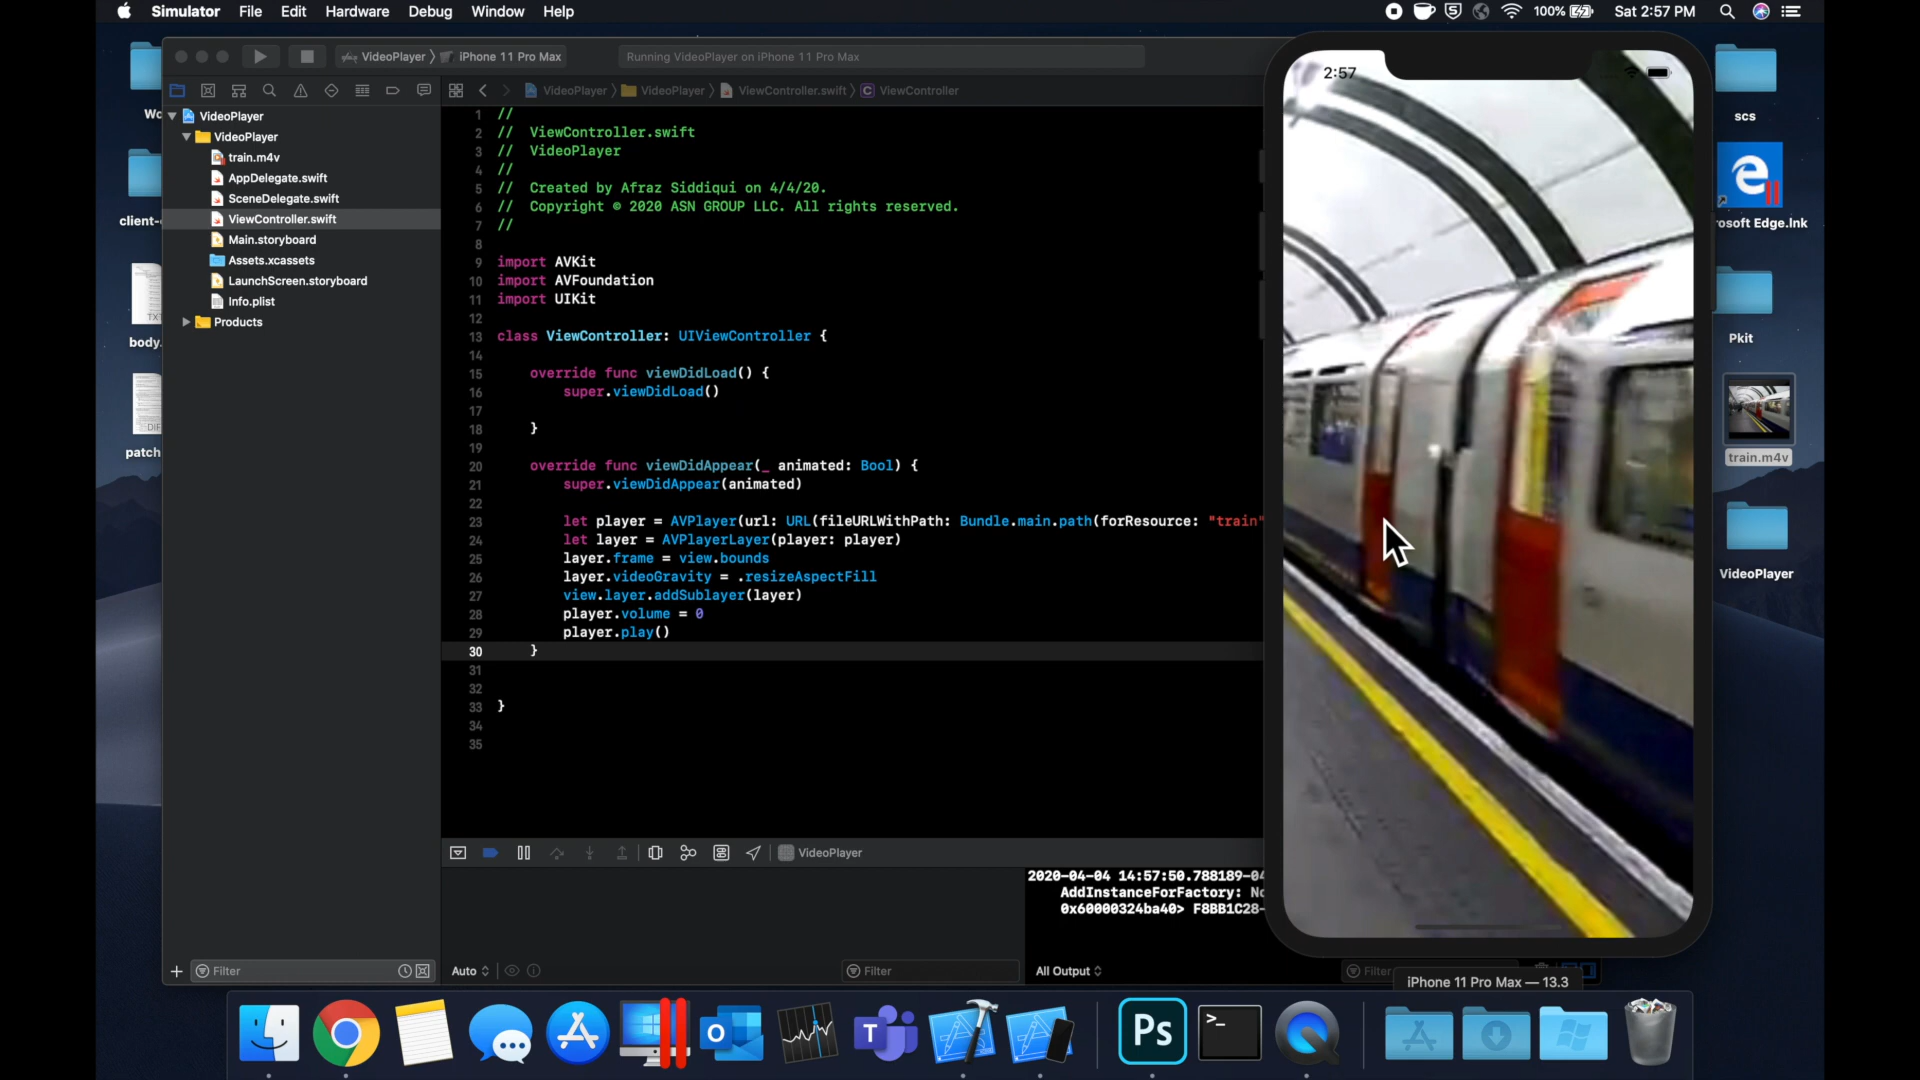 Simulator File Edit Hardware Debug Window Help
100% Sat 2:57 PM
VideoPlayer iPhone 11 Pro Max
Running VideoPlayer on iPhone 11 Pro Max
VideoPlayer VideoPlayer ViewController.swift ViewController
VideoPlayer
VideoPlayer
train.m4v
AppDelegate.swift
SceneDelegate.swift
ViewController.swift
Main.storyboard
Assets.xcassets
LaunchScreen.storyboard
Info.plist
Products
1 //
2 // ViewController.swift
3 // VideoPlayer
4 //
5 // Created by Afraz Siddiqui on 4/4/20.
6 // Copyright © 2020 ASN GROUP LLC. All rights reserved.
7 //
8
9 import AVKit
10 import AVFoundation
11 import UIKit
12
13 class ViewController: UIViewController {
14
15 override func viewDidLoad() {
16 super.viewDidLoad()
17
18 }
19
20 override func viewDidAppear(_ animated: Bool) {
21 super.viewDidAppear(animated)
22
23 let player = AVPlayer(url: URL(fileURLWithPath: Bundle.main.path(forResource: "train"
24 let layer = AVPlayerLayer(player: player)
25 layer.frame = view.bounds
26 layer.videoGravity = .resizeAspectFill
27 view.layer.addSublayer(layer)
28 player.volume = 0
29 player.play()
30 }
31
32
33 }
34
35
VideoPlayer
2020-04-04 14:57:50.788189-04
AddInstanceForFactory: No
0x60000324ba40> F8BB1C28-
Filter
Auto
Filter
All Output
Filter
2:57
iPhone 11 Pro Max — 13.3
Wo
client-
TXT
body.
DIF
patch
scs
rosoft Edge.lnk
Pkit
train.m4v
VideoPlayer
Ps
>_